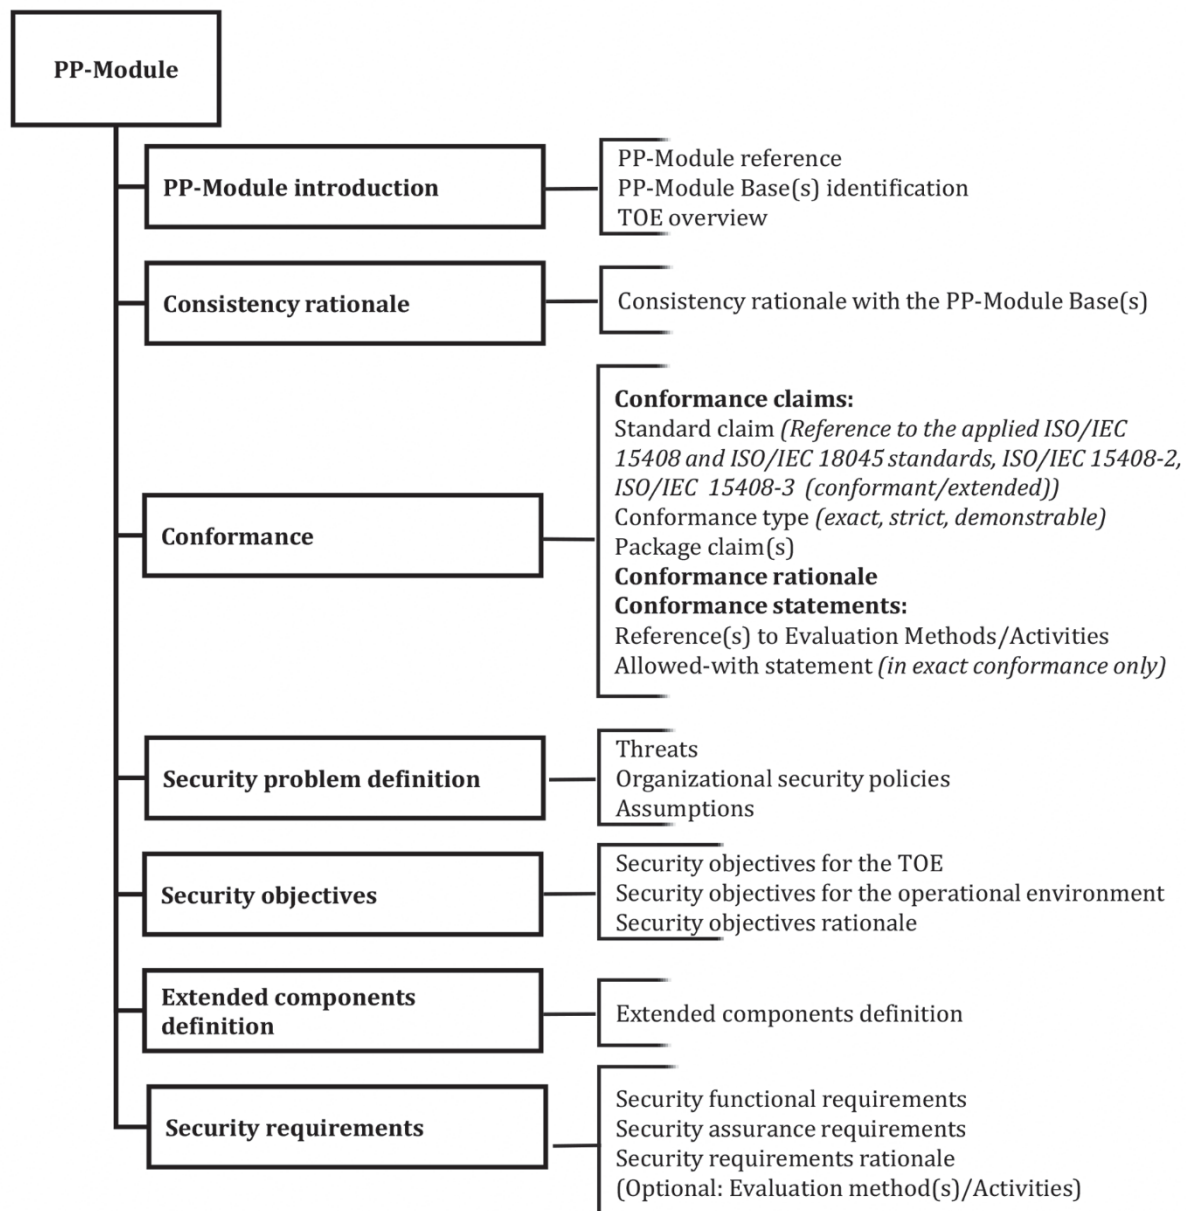 PP-Module
PP-Module introduction
PP-Module reference
PP-Module Base(s) identification
TOE overview
Consistency rationale
Consistency rationale with the PP-Module Base(s)
Conformance
Conformance claims:
Standard claim (Reference to the applied ISO/IEC
15408 and ISO/IEC 18045 standards, ISO/IEC 15408-2,
ISO/IEC 15408-3 (conformant/extended))
Conformance type (exact, strict, demonstrable)
Package claim(s)
Conformance rationale
Conformance statements:
Reference(s) to Evaluation Methods/Activities
Allowed-with statement (in exact conformance only)
Security problem definition
Threats
Organizational security policies
Assumptions
Security objectives
Security objectives for the TOE
Security objectives for the operational environment
Security objectives rationale
Extended components
definition
Extended components definition
Security requirements
Security functional requirements
Security assurance requirements
Security requirements rationale
(Optional: Evaluation method(s)/Activities)